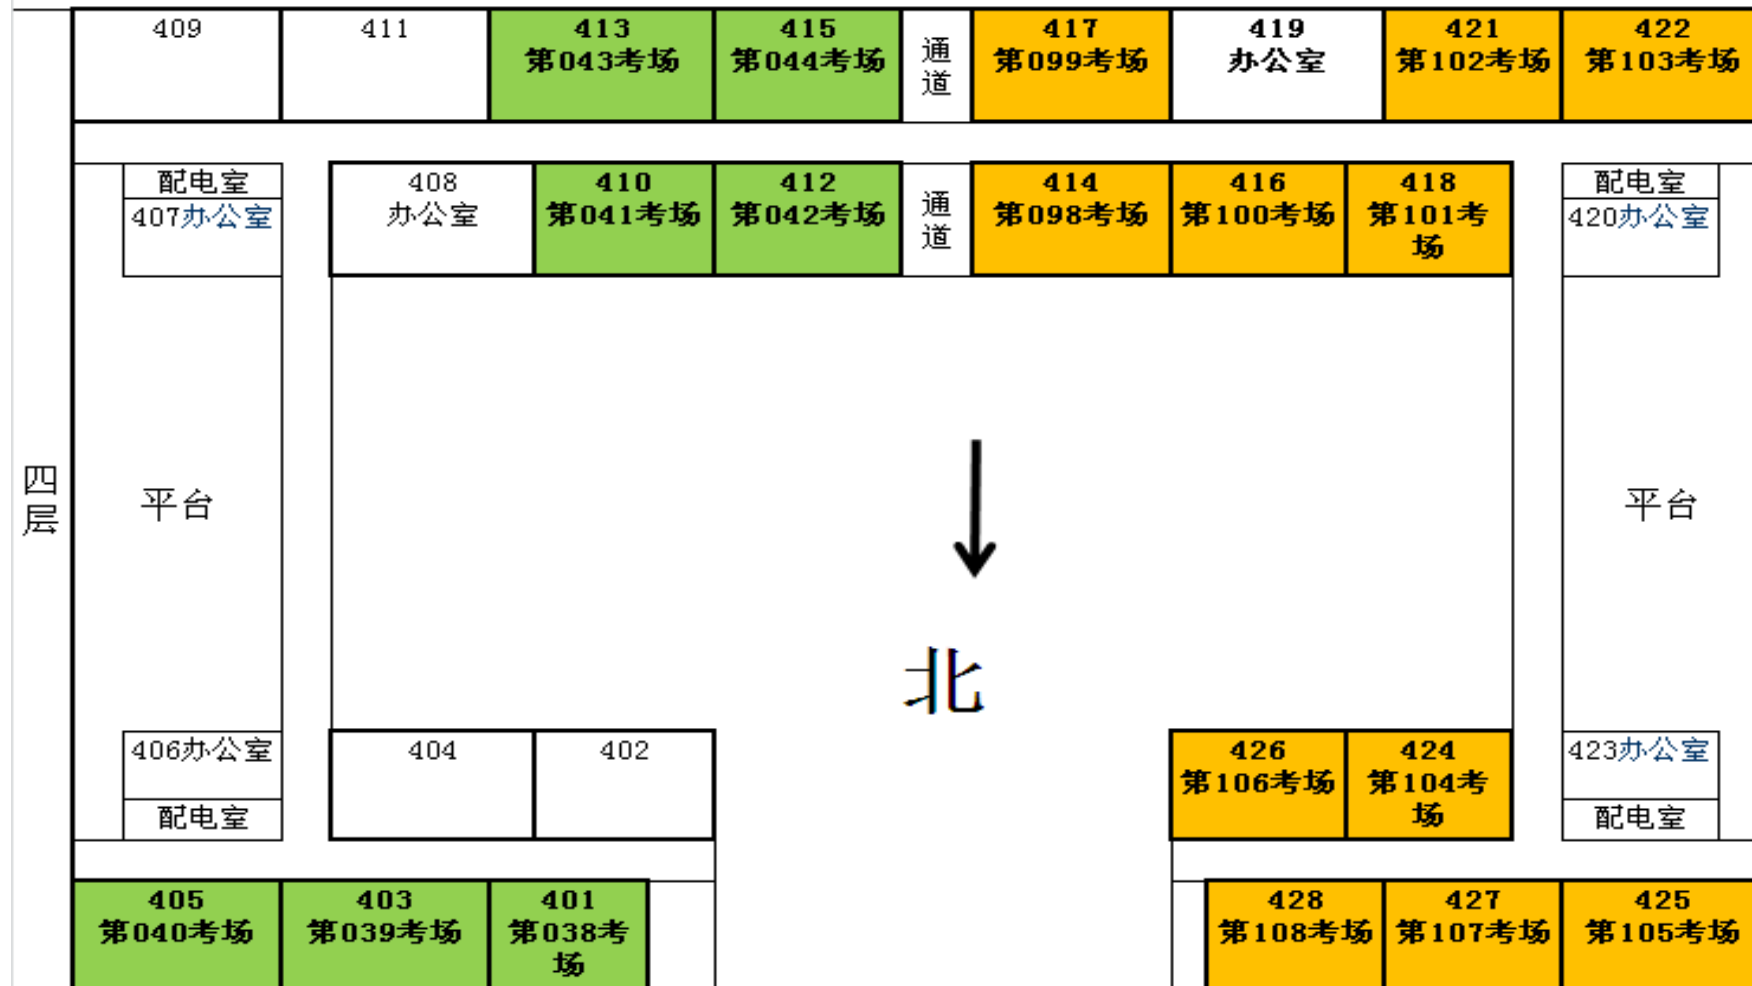 409
411
413
第043考场
415
第044考场
通
道
417
第099考场
419
办公室
421
第102考场
422
第103考场
配电室
407办公室
408
办公室
410
第041考场
412
第042考场
通
道
414
第098考场
416
第100考场
418
第101考
场
配电室
420办公室
四
层
平台
北
平台
406办公室
配电室
404
402
426
第106考场
424
第104考
场
423办公室
配电室
405
第040考场
403
第039考场
401
第038考
场
428
第108考场
427
第107考场
425
第105考场